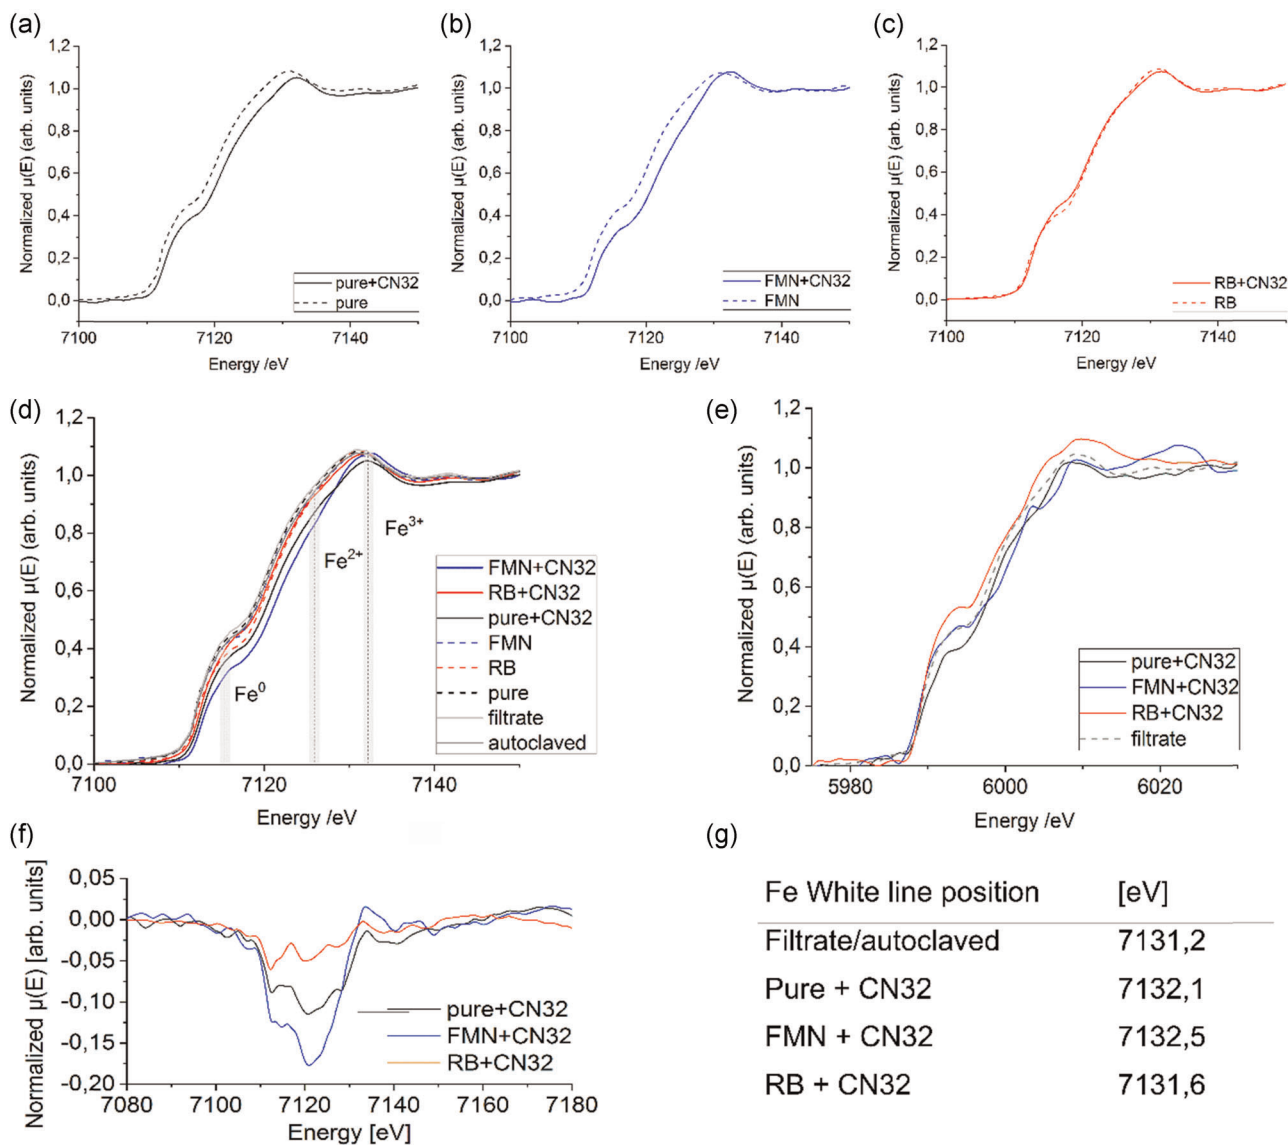 (a)
1,2
1,0
0,8
0,6
0,4
0,2
0,0
Normalized μ(E) (arb. units)
pure+CN32
pure
7100
7120
7140
Energy /eV
(b)
1,2
1,0
0,8
0,6
0,4
0,2
0,0
Normalized μ(E) (arb. units)
FMN+CN32
FMN
7100
7120
7140
Energy /eV
(c)
1,2
1,0
0,8
0,6
0,4
0,2
0,0
Normalized μ(E) (arb. units)
RB+CN32
RB
7100
7120
7140
Energy /eV
(d)
1,2
1,0
0,8
0,6
0,4
0,2
0,0
Normalized μ(E) (arb. units)
Fe3+
Fe2+
Fe0
FMN+CN32
RB+CN32
pure+CN32
FMN
RB
pure
filtrate
autoclaved
7100
7120
7140
Energy /eV
(e)
1,2
1,0
0,8
0,6
0,4
0,2
0,0
Normalized μ(E) (arb. units)
pure+CN32
FMN+CN32
RB+CN32
filtrate
5980
6000
6020
Energy /eV
(f)
0,05
0,00
-0,05
-0,10
-0,15
-0,20
Normalized μ(E) [arb. units]
pure+CN32
FMN+CN32
RB+CN32
7080
7100
7120
7140
7160
7180
Energy [eV]
(g)
Fe White line position [eV]
Filtrate/autoclaved 7131,2
Pure + CN32 7132,1
FMN + CN32 7132,5
RB + CN32 7131,6